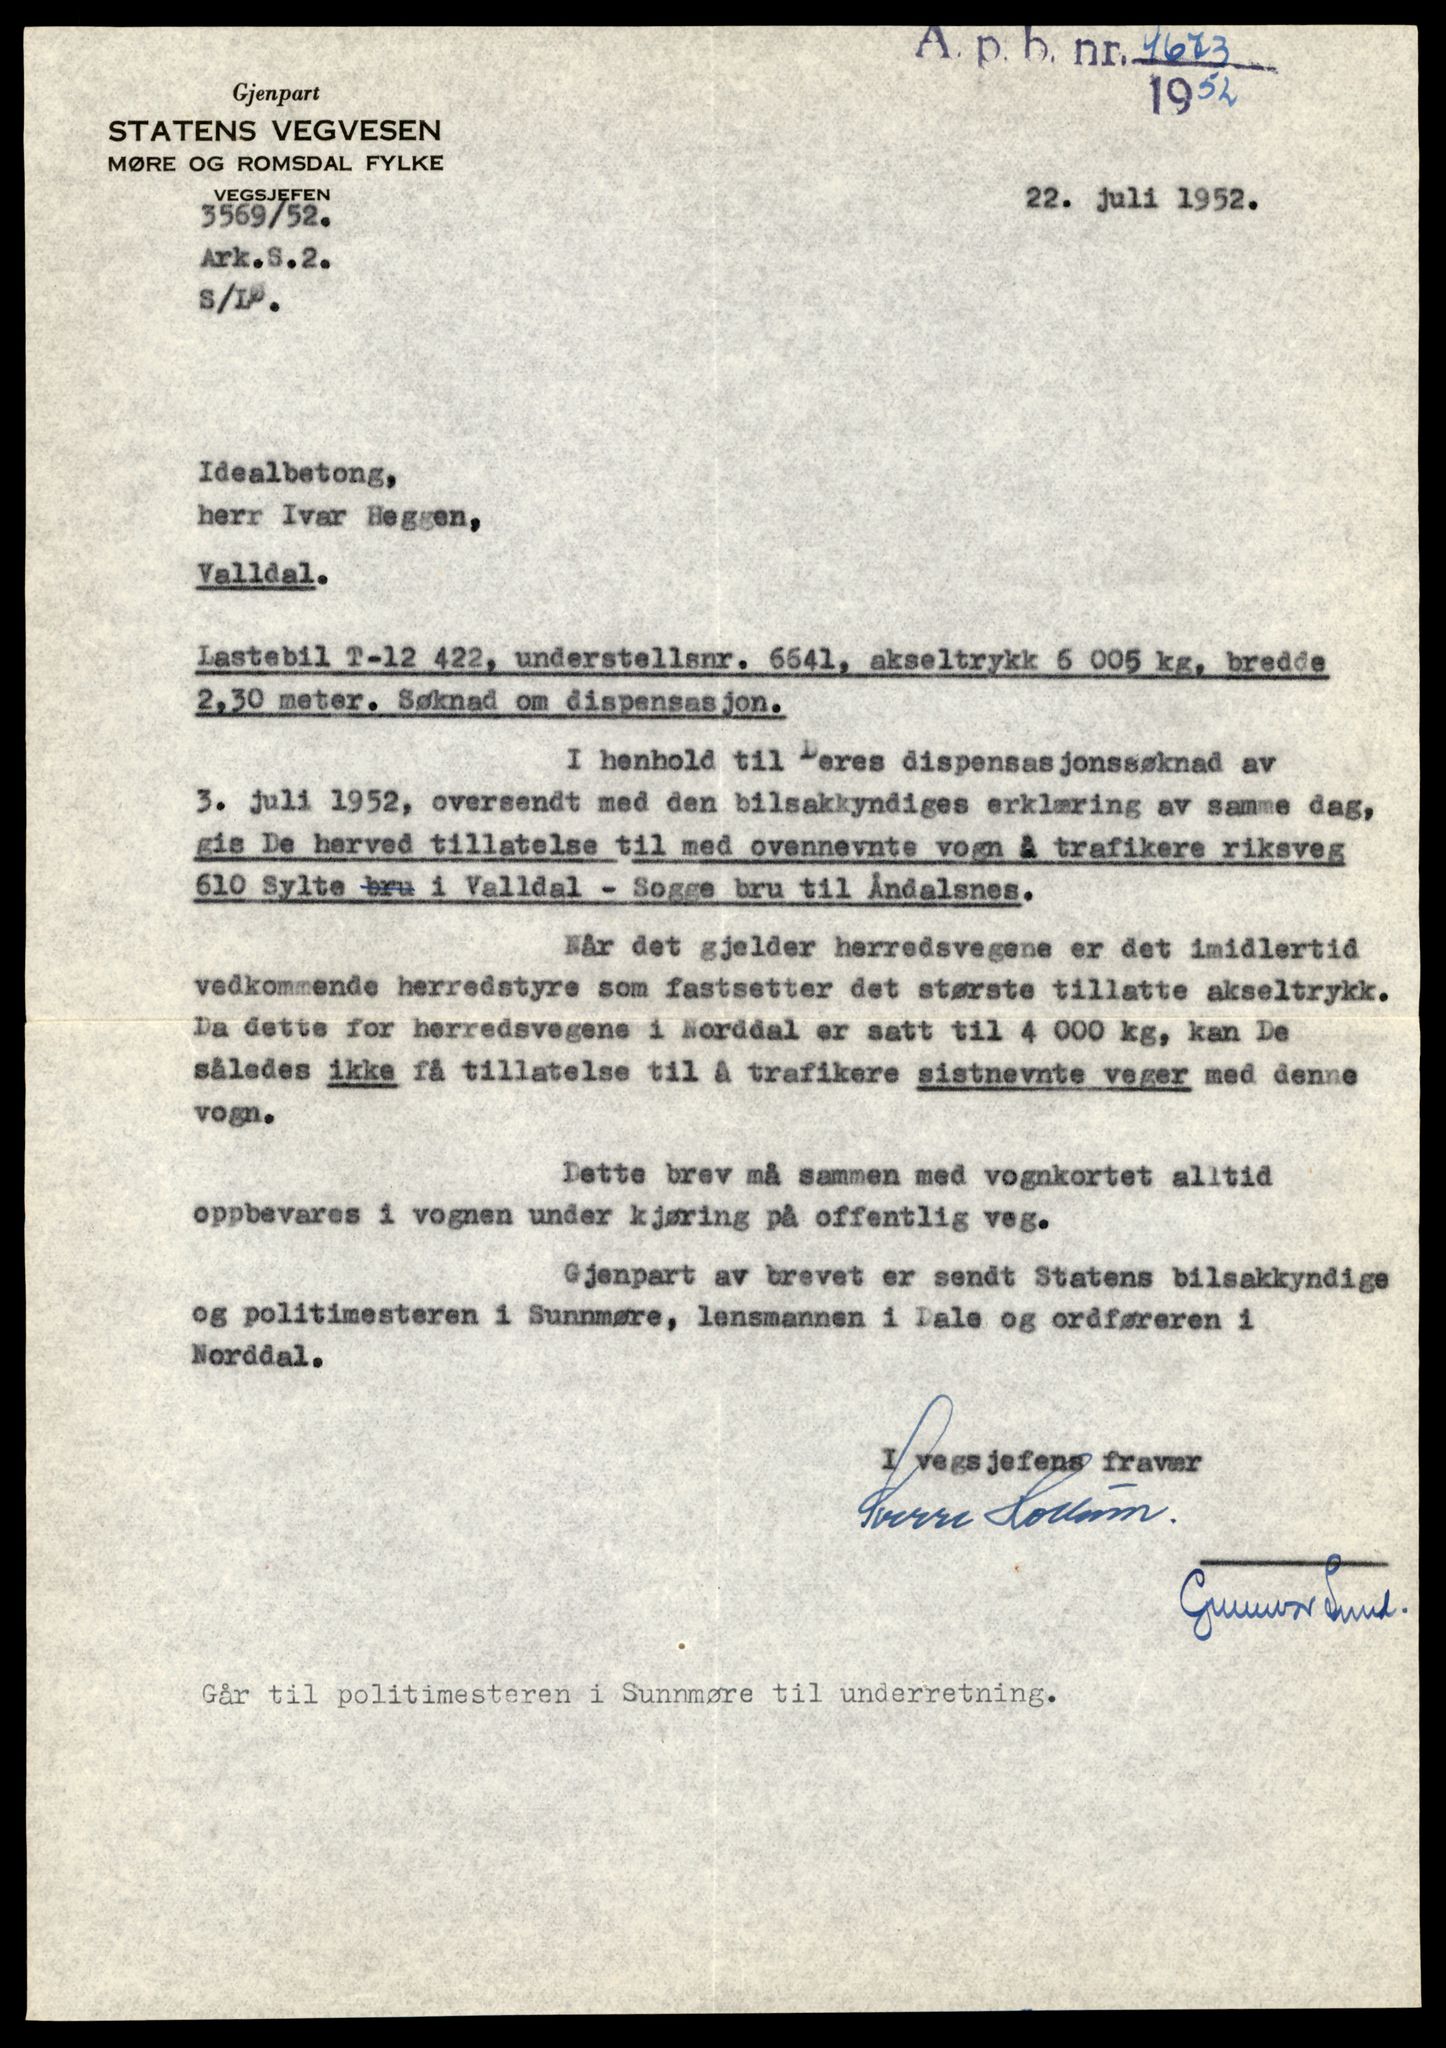 A. p. b. nr. 4673
1952
Gjenpart
STATENS VEGVESEN
MØRE OG ROMSDAL FYLKE
VEGSJEFEN
22. juli 1952.
3569/52.
Ark.S.2.
S/LØ.
Idealbetong,
herr Ivar Heggen,
Valldal.
Lastebil T-12 422, understellsnr. 6641, akseltrykk 6 005 kg, bredde
2,30 meter. Søknad om dispensasjon.
I henhold til Deres dispensasjonssøknad av
3. juli 1952, oversendt med den bilsakkyndiges erklæring av samme dag,
gis De herved tillatelse til med ovennevnte vogn å trafikere riksveg
610 Sylte bru i Valldal - Sogge bru til Åndalsnes.
Når det gjelder herredsvegene er det imidlertid
vedkommende herredstyre som fastsetter det største tillatte akseltrykk.
Da dette for herredsvegene i Norddal er satt til 4 000 kg, kan De
således ikke få tillatelse til å trafikere sistnevnte veger med denne
vogn.
Dette brev må sammen med vognkortet alltid
oppbevares i vognen under kjøring på offentlig veg.
Gjenpart av brevet er sendt Statens bilsakkyndige
og politimesteren i Sunnmøre, lensmannen i Dale og ordføreren i
Norddal.
I vegsjefens fravær
Sverre
Gunnvor Lund.
Går til politimesteren i Sunnmøre til underretning.